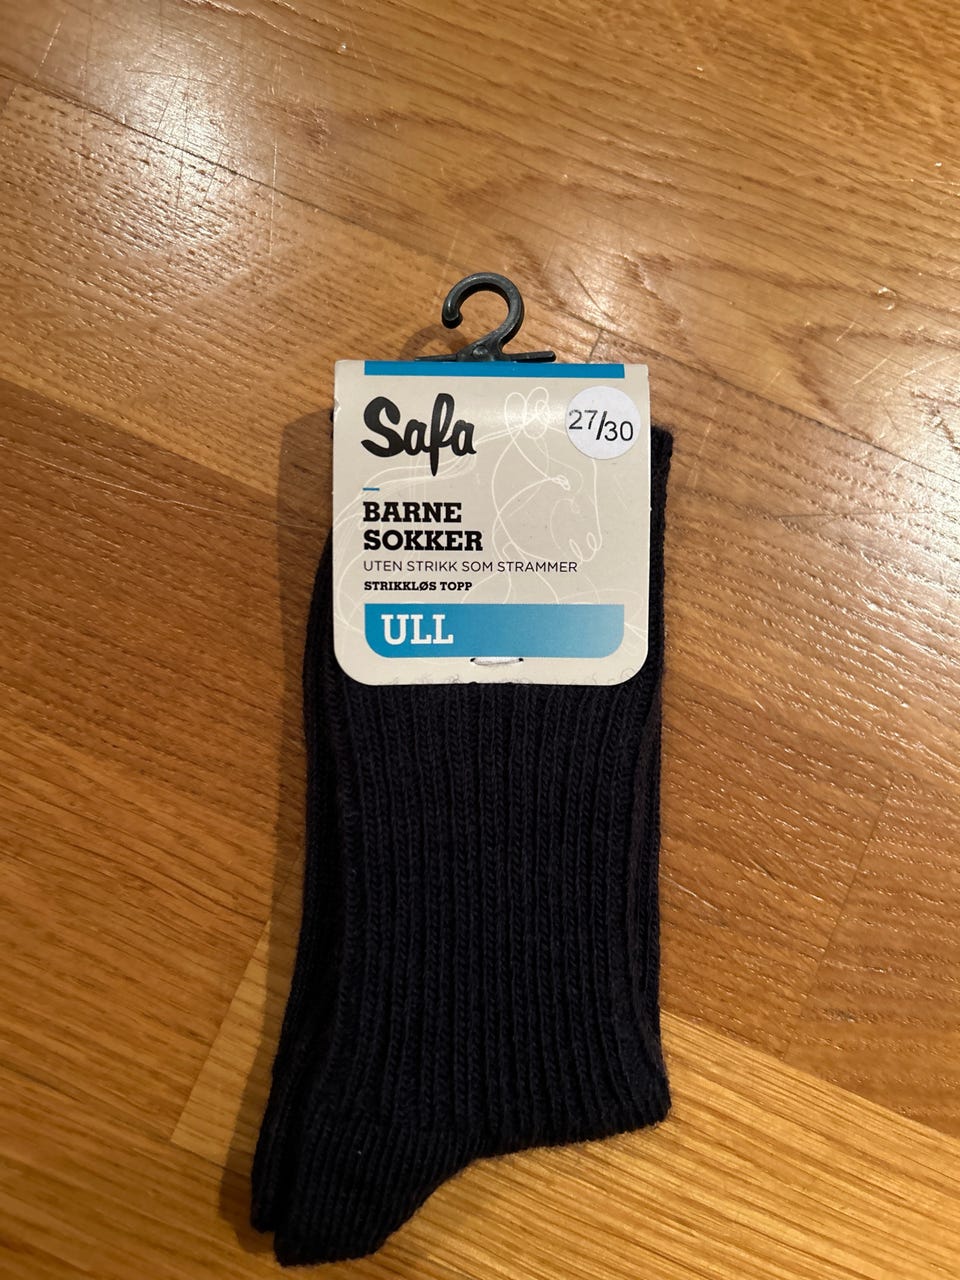 Safa
27/30
BARNE
SOKKER
UTEN STRIKK SOM STRAMMER
STRIKKLØS TOPP
ULL